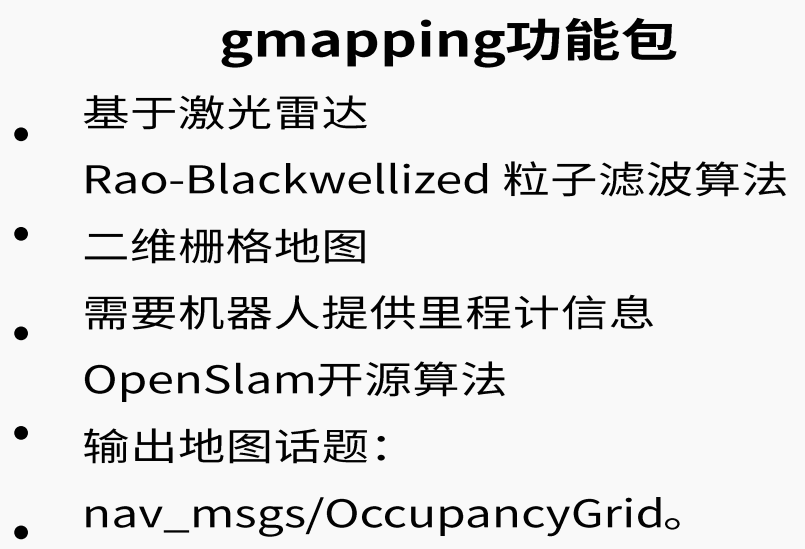 gmapping功能包
基于激光雷达
Rao-Blackwellized 粒子滤波算法
二维栅格地图
需要机器人提供里程计信息
OpenSlam开源算法
输出地图话题：
nav_msgs/OccupancyGrid。